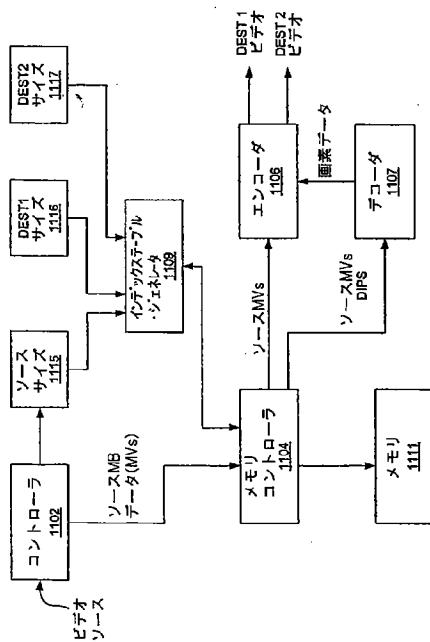 ビデオ
ソース
コントローラ
1102
ソース
サイズ
1115
DEST1
サイズ
1116
DEST2
サイズ
1117
インデックステーブル
・ジェネレータ
1109
ソースMB
データ(MVs)
メモリ
コントローラ
1104
メモリ
1111
ソースMVs
ソースMVs
DIPS
エンコーダ
1106
画素データ
デコーダ
1107
DEST1
ビデオ
DEST2
ビデオ